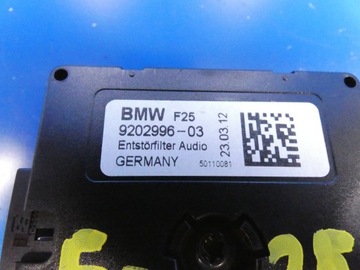 BMW F25
9202996-03
Entstörfilter Audio
GERMANY 50110081
23.03.12